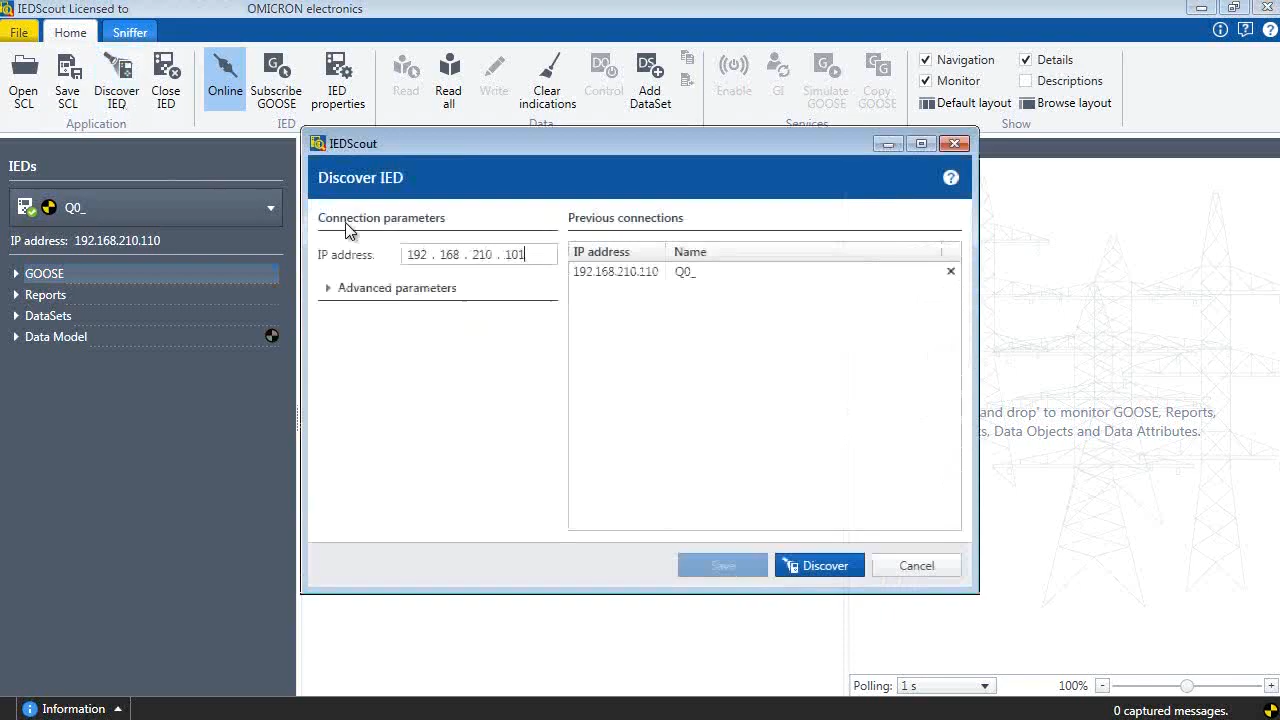 IEDScout Licensed to OMICRON electronics
File Home Sniffer
Open SCL
Save SCL
Discover IED
Close IED
Application
Online
Subscribe GOOSE
IED properties
IED
Read
Read all
Write
Clear indications
Control
Add DataSet
Data
Enable
GI
Simulate GOOSE
Copy GOOSE
Services
Navigation Details
Monitor Descriptions
Default layout Browse layout
Show
IEDs
Q0_
IP address: 192.168.210.110
GOOSE
Reports
DataSets
Data Model
IEDScout
Discover IED
Connection parameters
IP address: 192 . 168 . 210 . 101
Advanced parameters
Previous connections
IP address Name
192.168.210.110 Q0_
Save Discover Cancel
and drop' to monitor GOOSE, Reports,
s, Data Objects and Data Attributes.
Polling: 1 s 100%
Information
0 captured messages.